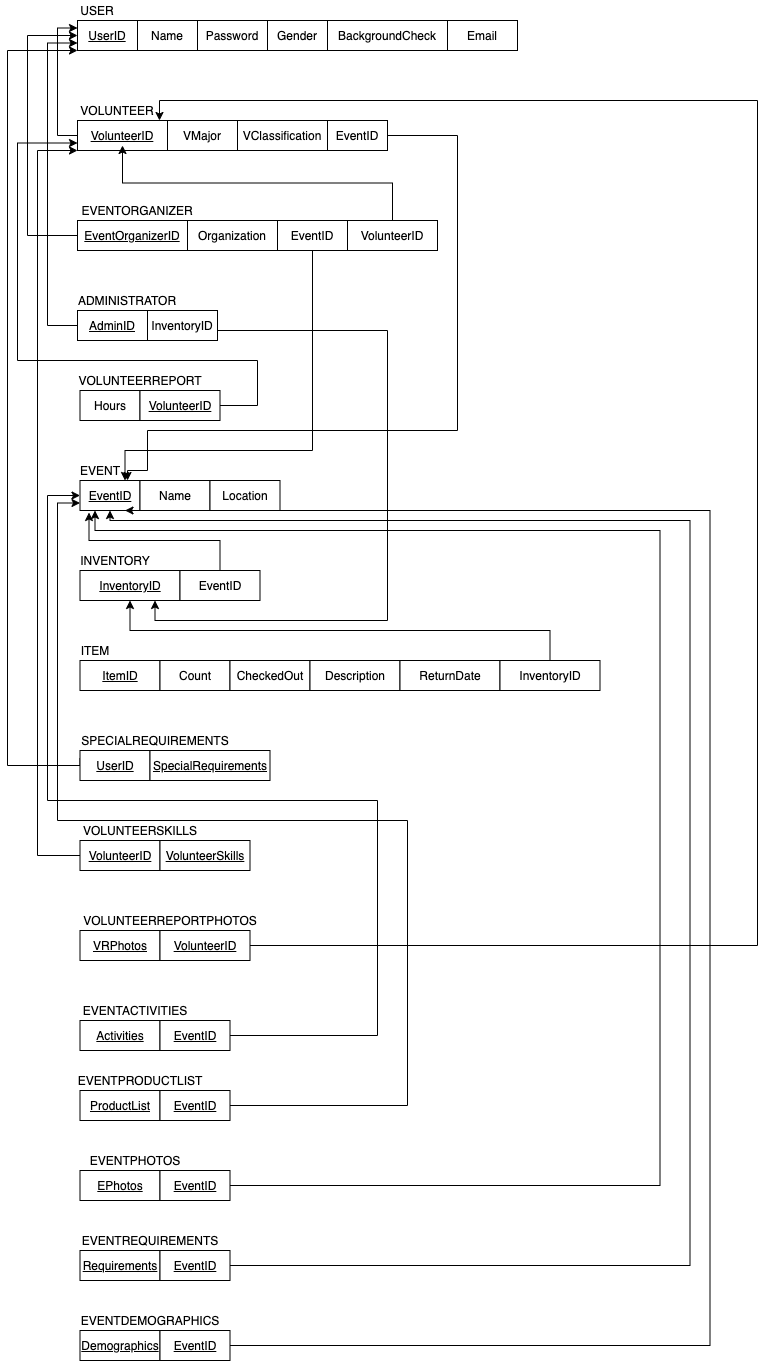 USER
UserID Name Password Gender BackgroundCheck Email
VOLUNTEER
VolunteerID VMajor VClassification EventID
EVENTORGANIZER
EventOrganizerID Organization EventID VolunteerID
ADMINISTRATOR
AdminID InventoryID
VOLUNTEERREPORT
Hours VolunteerID
EVENT
EventID Name Location
INVENTORY
InventoryID EventID
ITEM
ItemID Count CheckedOut Description ReturnDate InventoryID
SPECIALREQUIREMENTS
UserID SpecialRequirements
VOLUNTEERSKILLS
VolunteerID VolunteerSkills
VOLUNTEERREPORTPHOTOS
VRPhotos VolunteerID
EVENTACTIVITIES
Activities EventID
EVENTPRODUCTLIST
ProductList EventID
EVENTPHOTOS
EPhotos EventID
EVENTREQUIREMENTS
Requirements EventID
EVENTDEMOGRAPHICS
Demographics EventID